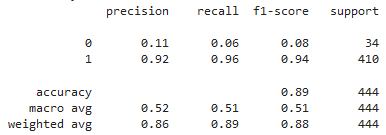 precision recall f1-score support
0 0.11 0.06 0.08 34
1 0.92 0.96 0.94 410
accuracy 0.89 444
macro avg 0.52 0.51 0.51 444
weighted avg 0.86 0.89 0.88 444